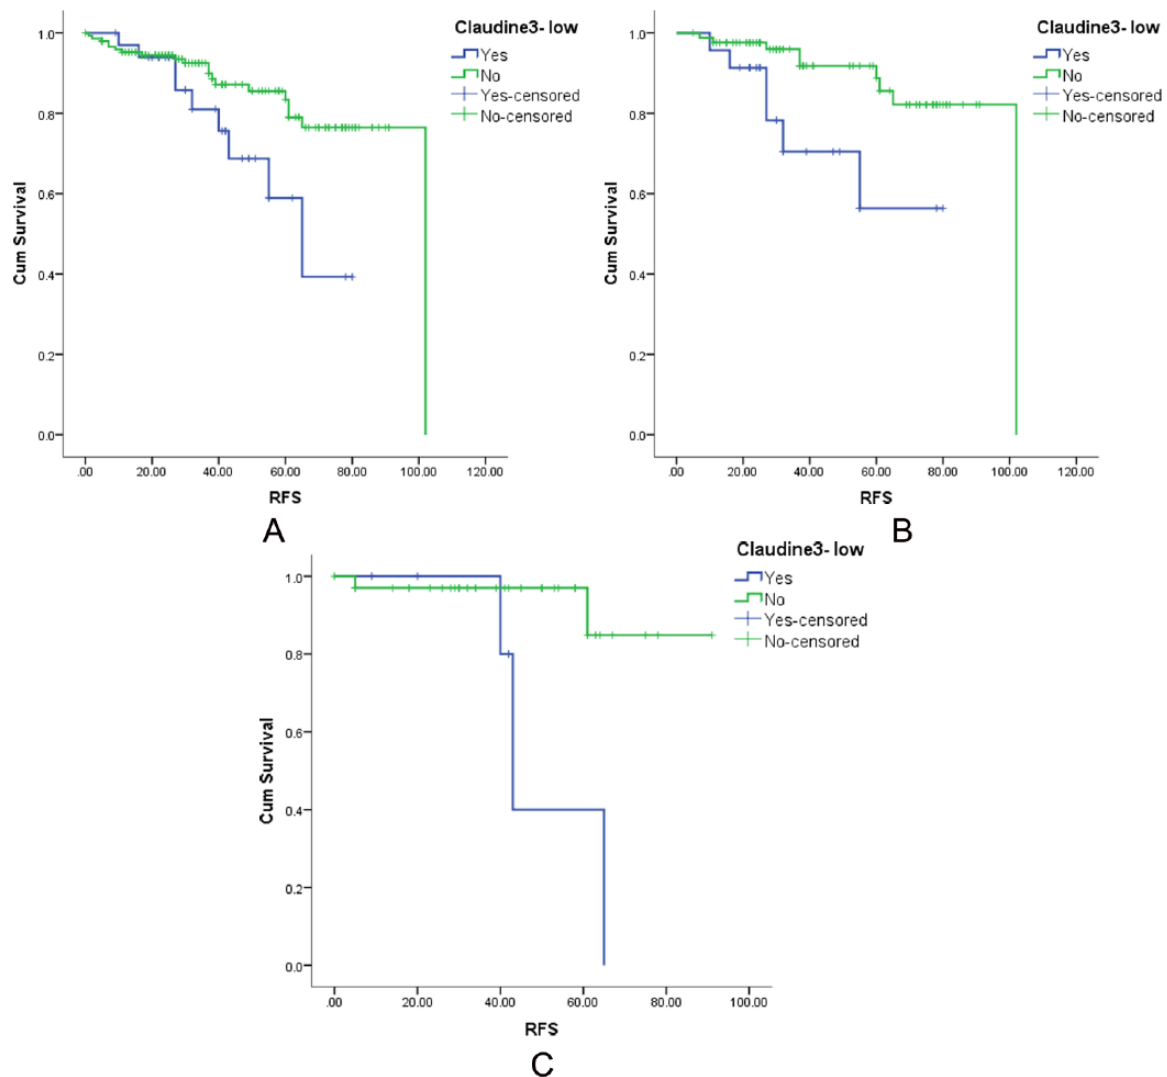 Claudine3- low
Yes
No
Yes-censored
No-censored
1.0
0.8
0.6
0.4
0.2
0.0
Cum Survival
.00 20.00 40.00 60.00 80.00 100.00 120.00
RFS
A
Claudine3- low
Yes
No
Yes-censored
No-censored
1.0
0.8
0.6
0.4
0.2
0.0
Cum Survival
.00 20.00 40.00 60.00 80.00 100.00 120.00
RFS
B
Claudine3- low
Yes
No
Yes-censored
No-censored
1.0
0.8
0.6
0.4
0.2
0.0
Cum Survival
.00 20.00 40.00 60.00 80.00 100.00
RFS
C